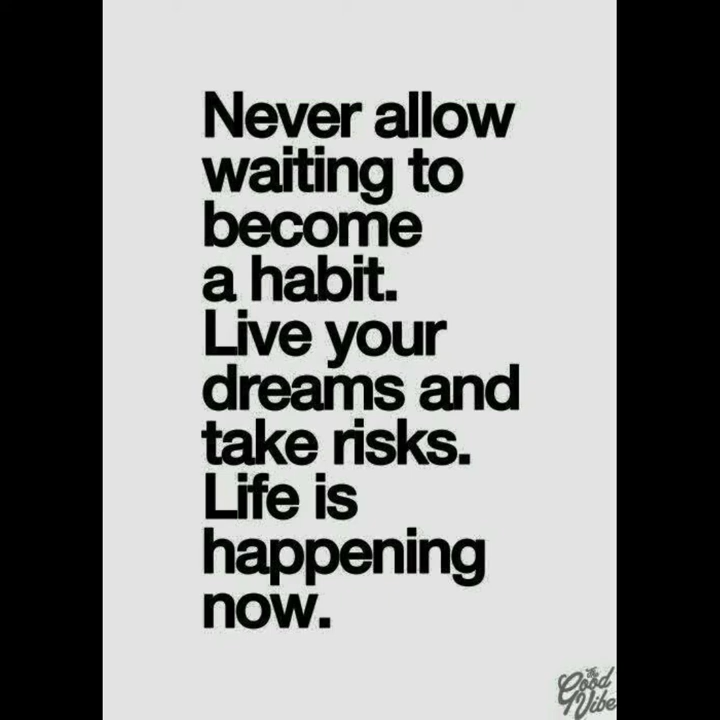 Never allow
waiting to
become
a habit.
Live your
dreams and
take risks.
Life is
happening
now.
The
Good
Vibe